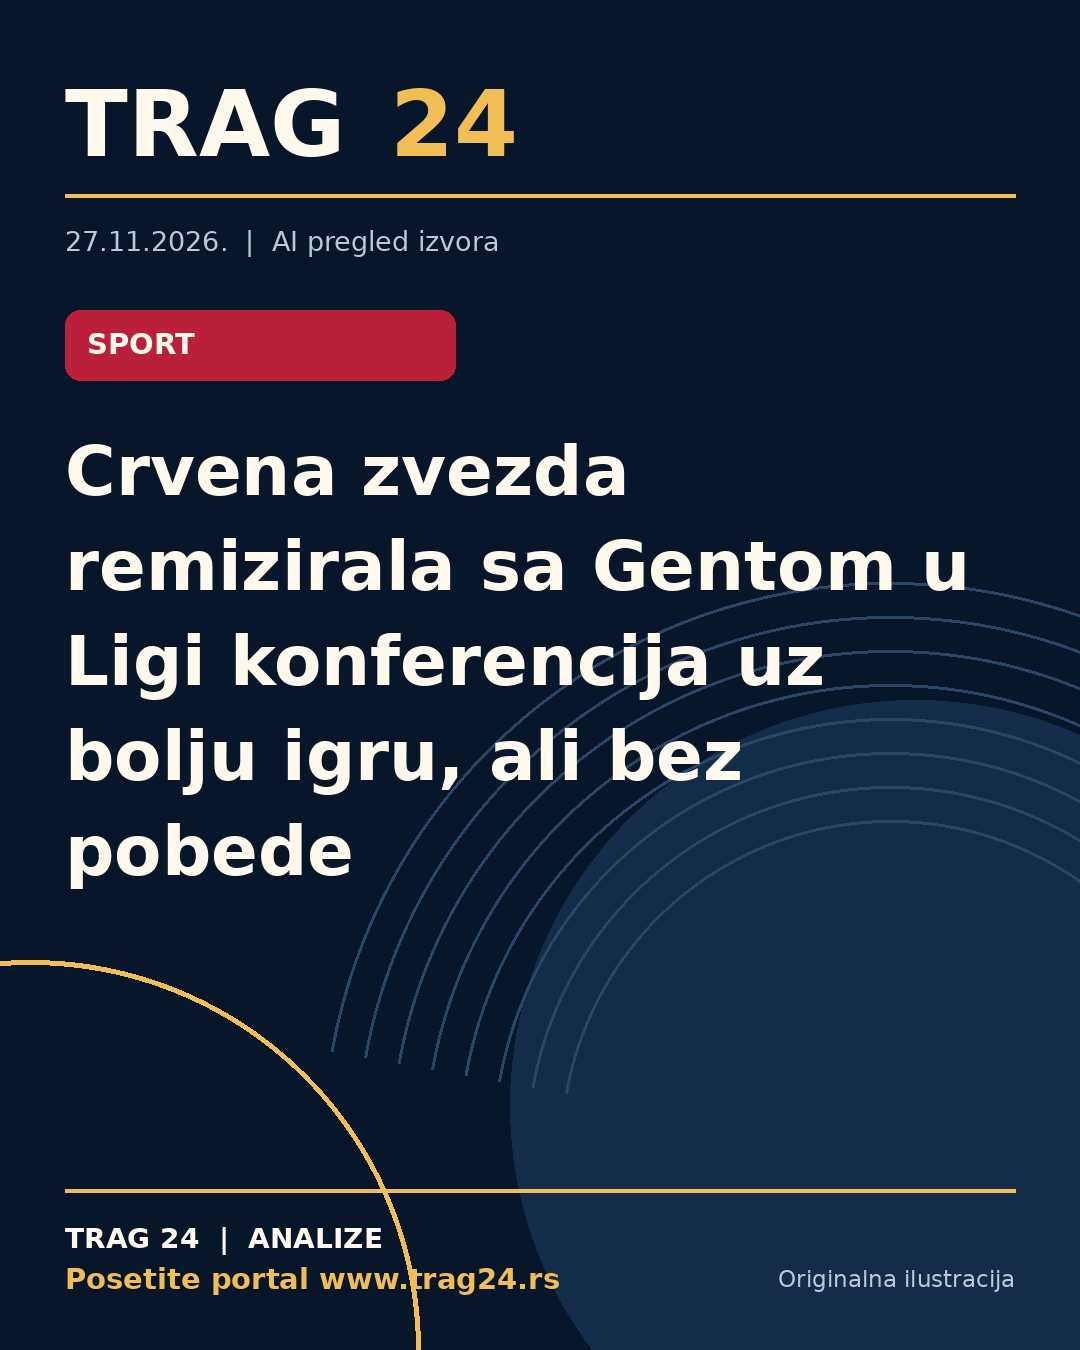 TRAG 24
27.11.2026. | AI pregled izvora
SPORT
Crvena zvezda
remizirala sa Gentom u
Ligi konferencija uz
bolju igru, ali bez
pobede
TRAG 24 | ANALIZE
Posetite portal www.trag24.rs
Originalna ilustracija